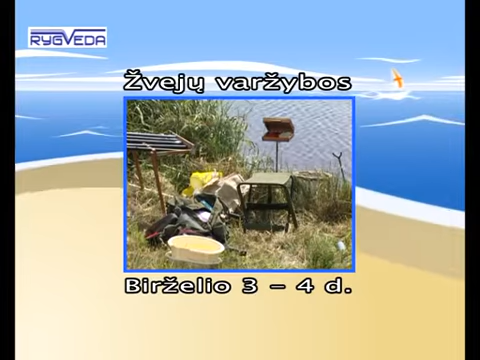 RYGVEDA
Žvejų varžybos
Birželio 3 – 4 d.